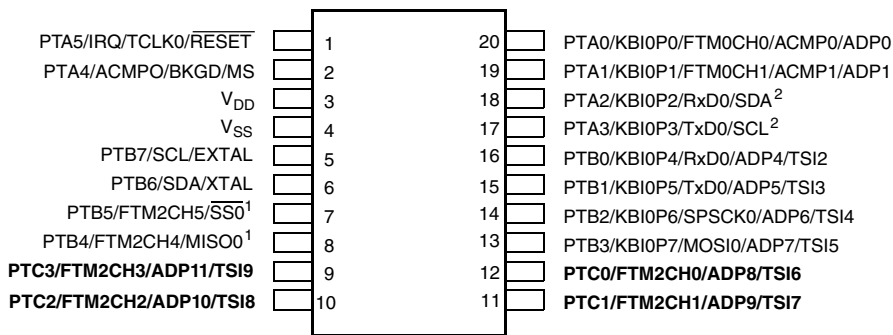 PTA5/IRQ/TCLK0/RESET 1 20 PTA0/KBI0P0/FTM0CH0/ACMP0/ADP0
PTA4/ACMPO/BKGD/MS 2 19 PTA1/KBI0P1/FTM0CH1/ACMP1/ADP1
VDD 3 18 PTA2/KBI0P2/RxD0/SDA2
VSS 4 17 PTA3/KBI0P3/TxD0/SCL2
PTB7/SCL/EXTAL 5 16 PTB0/KBI0P4/RxD0/ADP4/TSI2
PTB6/SDA/XTAL 6 15 PTB1/KBI0P5/TxD0/ADP5/TSI3
PTB5/FTM2CH5/SS01 7 14 PTB2/KBI0P6/SPSCK0/ADP6/TSI4
PTB4/FTM2CH4/MISO01 8 13 PTB3/KBI0P7/MOSI0/ADP7/TSI5
PTC3/FTM2CH3/ADP11/TSI9 9 12 PTC0/FTM2CH0/ADP8/TSI6
PTC2/FTM2CH2/ADP10/TSI8 10 11 PTC1/FTM2CH1/ADP9/TSI7